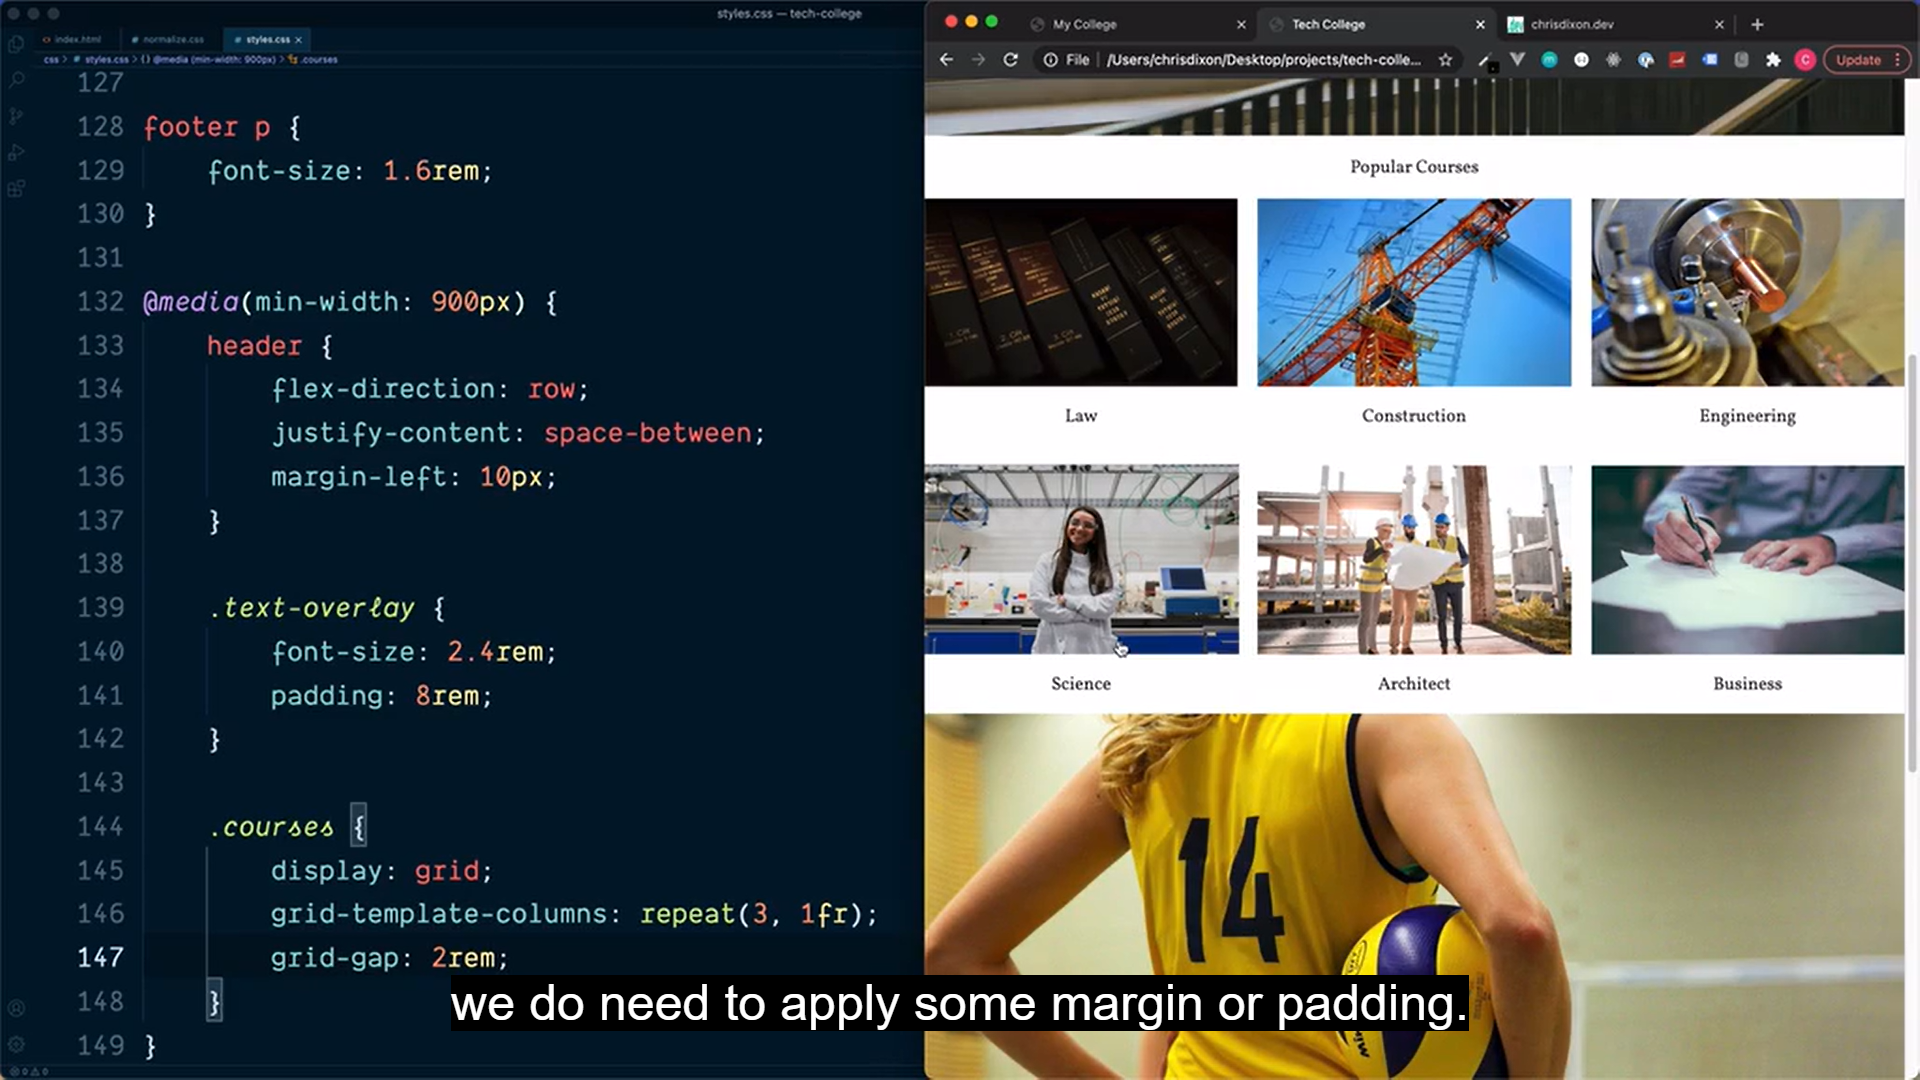 styles.css — tech-college
index.html
normalize.css
styles.css ×
css > # styles.css > {} @media (min-width: 900px) > .courses
127
128 footer p {
129 font-size: 1.6rem;
130 }
131
132 @media(min-width: 900px) {
133 header {
134 flex-direction: row;
135 justify-content: space-between;
136 margin-left: 10px;
137 }
138
139 .text-overlay {
140 font-size: 2.4rem;
141 padding: 8rem;
142 }
143
144 .courses {
145 display: grid;
146 grid-template-columns: repeat(3, 1fr);
147 grid-gap: 2rem;
148 }
149 }
My College
Tech College
chrisdixon.dev
File /Users/chrisdixon/Desktop/projects/tech-colle...
C
Update
Popular Courses
Law
Construction
Engineering
Science
Architect
Business
14
we do need to apply some margin or padding.